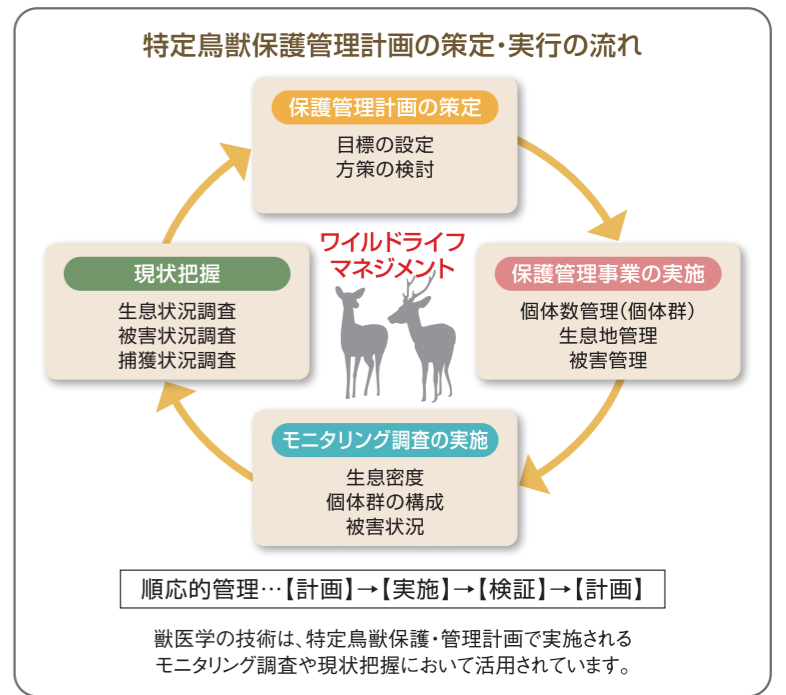 特定鳥獣保護管理計画の策定・実行の流れ
保護管理計画の策定
目標の設定
方策の検討
ワイルドライフ
マネジメント
現状把握
生息状況調査
被害状況調査
捕獲状況調査
保護管理事業の実施
個体数管理(個体群)
生息地管理
被害管理
モニタリング調査の実施
生息密度
個体群の構成
被害状況
順応的管理…【計画】→【実施】→【検証】→【計画】
獣医学の技術は、特定鳥獣保護・管理計画で実施される
モニタリング調査や現状把握において活用されています。